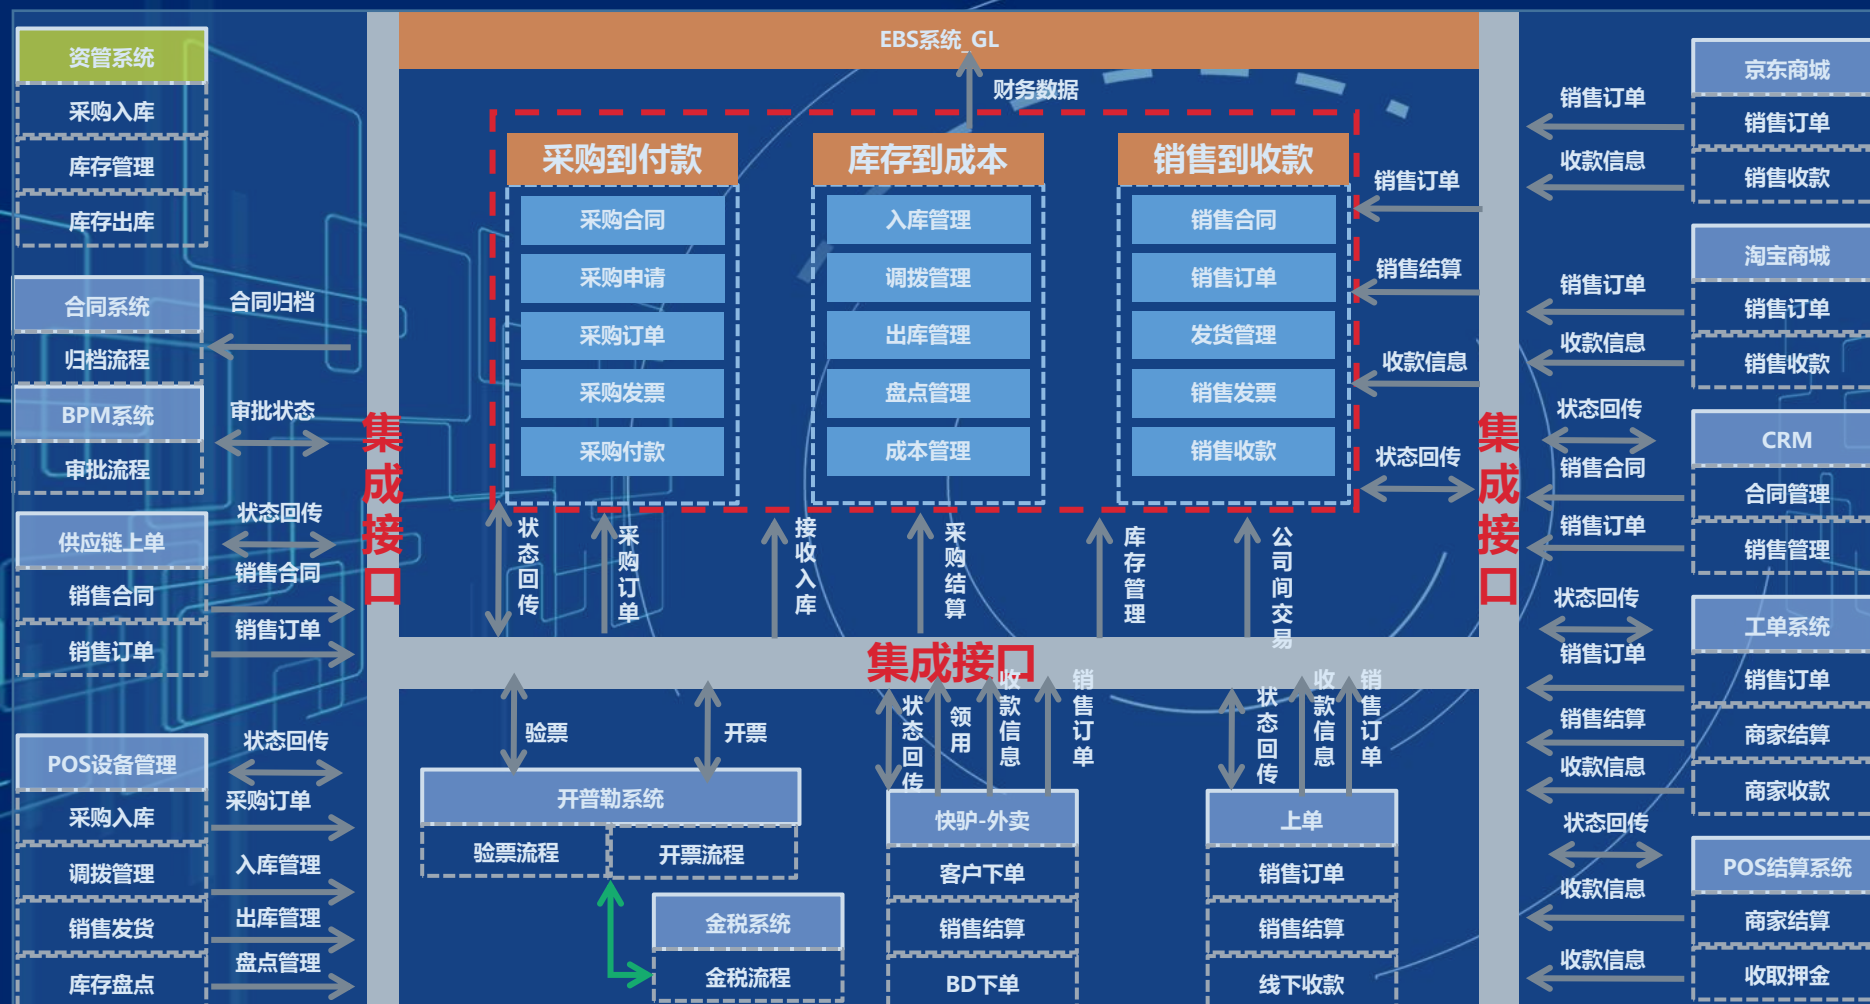 EBS系统_GL
财务数据
资管系统
采购入库
库存管理
库存出库
合同系统
归档流程
合同归档
BPM系统
审批流程
审批状态
供应链上单
销售合同
销售订单
状态回传
销售合同
销售订单
POS设备管理
采购入库
调拨管理
销售发货
库存盘点
状态回传
采购订单
入库管理
出库管理
盘点管理
集成接口
采购到付款
采购合同
采购申请
采购订单
采购发票
采购付款
库存到成本
入库管理
调拨管理
出库管理
盘点管理
成本管理
销售到收款
销售合同
销售订单
发货管理
销售发票
销售收款
销售订单
销售结算
收款信息
状态回传
状态回传
采购订单
接收入库
采购结算
库存管理
公司间交易
集成接口
验票
开票
开普勒系统
验票流程
开票流程
金税系统
金税流程
状态回传
领用
收款信息
销售订单
快驴-外卖
客户下单
销售结算
BD下单
状态回传
收款信息
销售订单
上单
销售订单
销售结算
线下收款
集成接口
销售订单
收款信息
京东商城
销售订单
销售收款
销售订单
收款信息
淘宝商城
销售订单
销售收款
状态回传
销售合同
销售订单
CRM
合同管理
销售管理
状态回传
销售订单
销售结算
收款信息
工单系统
销售订单
商家结算
商家收款
状态回传
收款信息
收款信息
POS结算系统
商家结算
收取押金